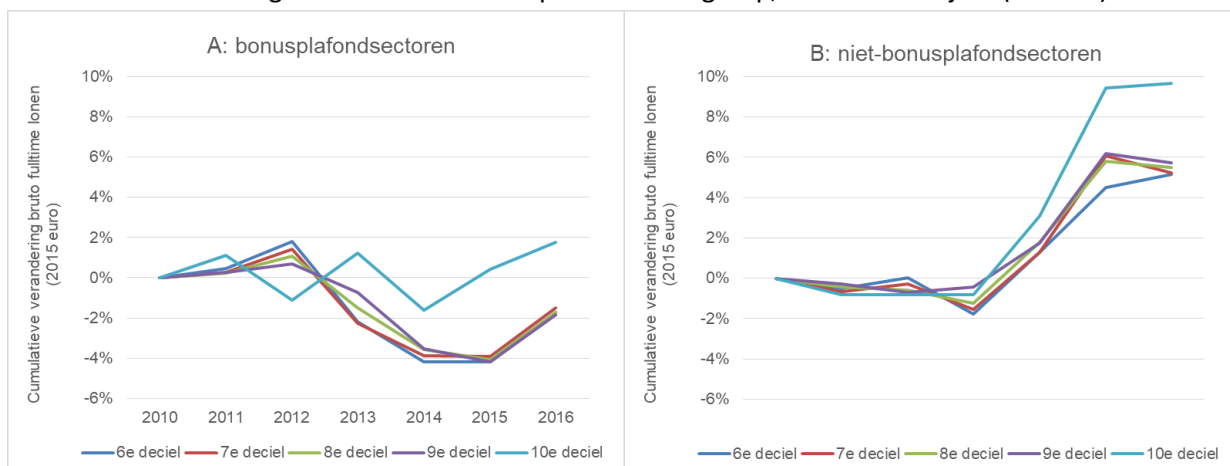 A: bonusplafondsectoren
10%
8%
6%
4%
2%
0%
-2%
-4%
-6%
Cumulatieve verandering bruto fulltime lonen
(2015 euro)
2010 2011 2012 2013 2014 2015 2016
6e deciel 7e deciel 8e deciel 9e deciel 10e deciel
B: niet-bonusplafondsectoren
10%
8%
6%
4%
2%
0%
-2%
-4%
-6%
Cumulatieve verandering bruto fulltime lonen
(2015 euro)
6e deciel 7e deciel 8e deciel 9e deciel 10e deciel